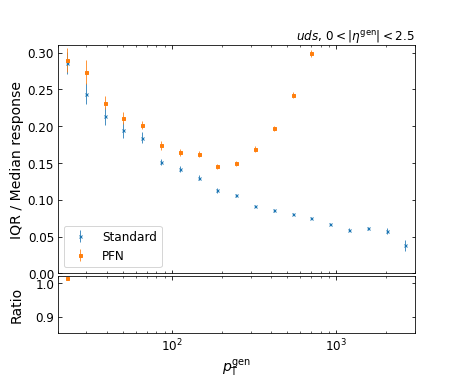 uds, 0 < |η^gen| < 2.5
0.30
0.25
0.20
0.15
0.10
0.05
0.00
IQR / Median response
Standard
PFN
1.0
0.9
Ratio
10^2
10^3
p_T^gen